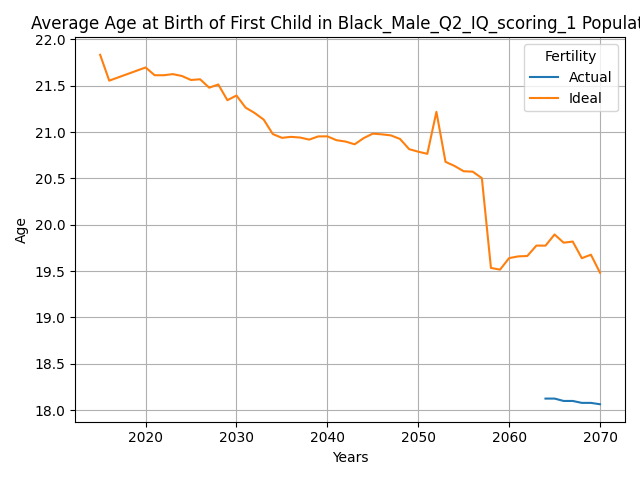 Average Age at Birth of First Child in Black_Male_Q2_IQ_scoring_1 Populat
22.0
21.5
21.0
20.5
20.0
19.5
19.0
18.5
18.0
Age
Fertility
Actual
Ideal
2020 2030 2040 2050 2060 2070
Years